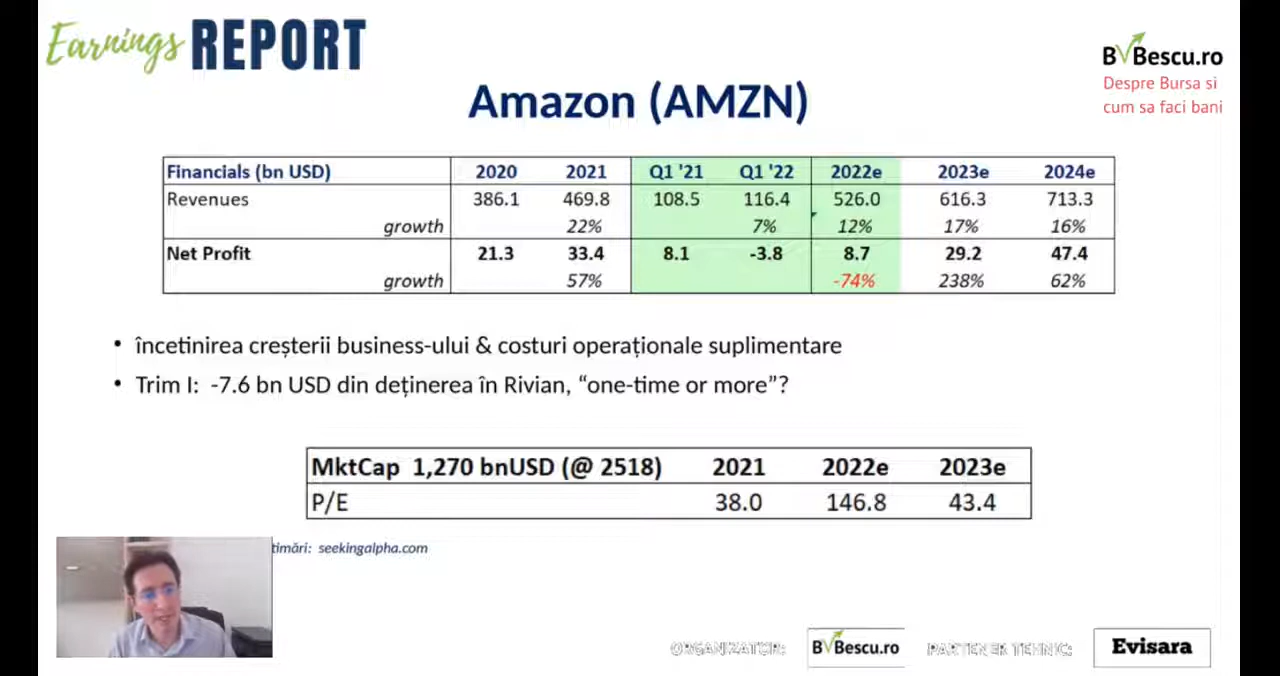 Earnings REPORT
BVBescu.ro
Despre Bursa si
cum sa faci bani
Amazon (AMZN)
Financials (bn USD) 2020 2021 Q1 '21 Q1 '22 2022e 2023e 2024e
Revenues 386.1 469.8 108.5 116.4 526.0 616.3 713.3
growth 22% 7% 12% 17% 16%
Net Profit 21.3 33.4 8.1 -3.8 8.7 29.2 47.4
growth 57% -74% 238% 62%
• încetinirea creșterii business-ului & costuri operaționale suplimentare
• Trim I: -7.6 bn USD din deținerea în Rivian, “one-time or more”?
MktCap 1,270 bnUSD (@ 2518) 2021 2022e 2023e
P/E 38.0 146.8 43.4
timări: seekingalpha.com
ORGANIZATOR: BVBescu.ro PARTENER TEHNIC: Evisara